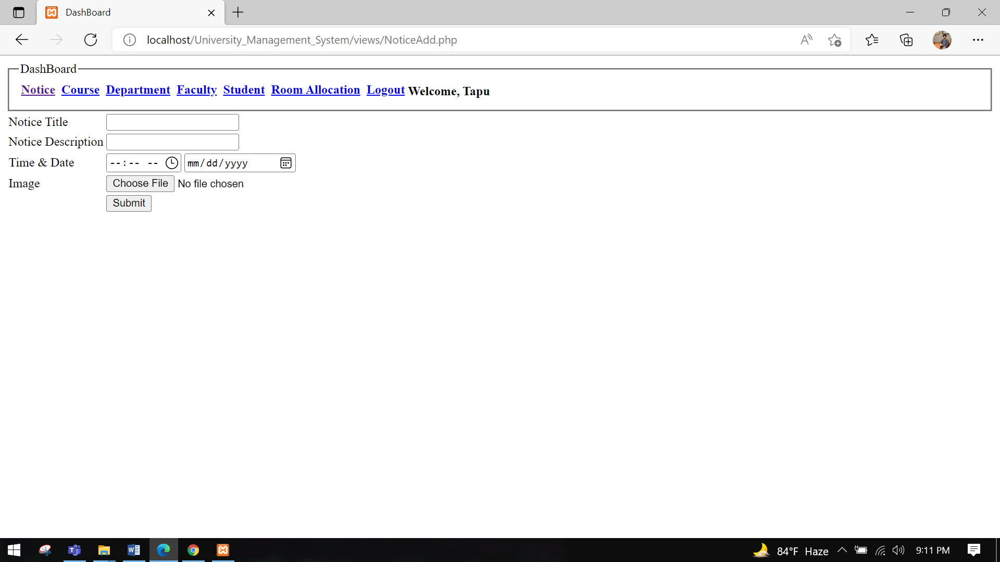 DashBoard
localhost/University_Management_System/views/NoticeAdd.php
DashBoard
Notice Course Department Faculty Student Room Allocation Logout Welcome, Tapu
Notice Title
Notice Description
Time & Date --:-- -- mm/dd/yyyy
Image Choose File No file chosen
Submit
84°F Haze 9:11 PM